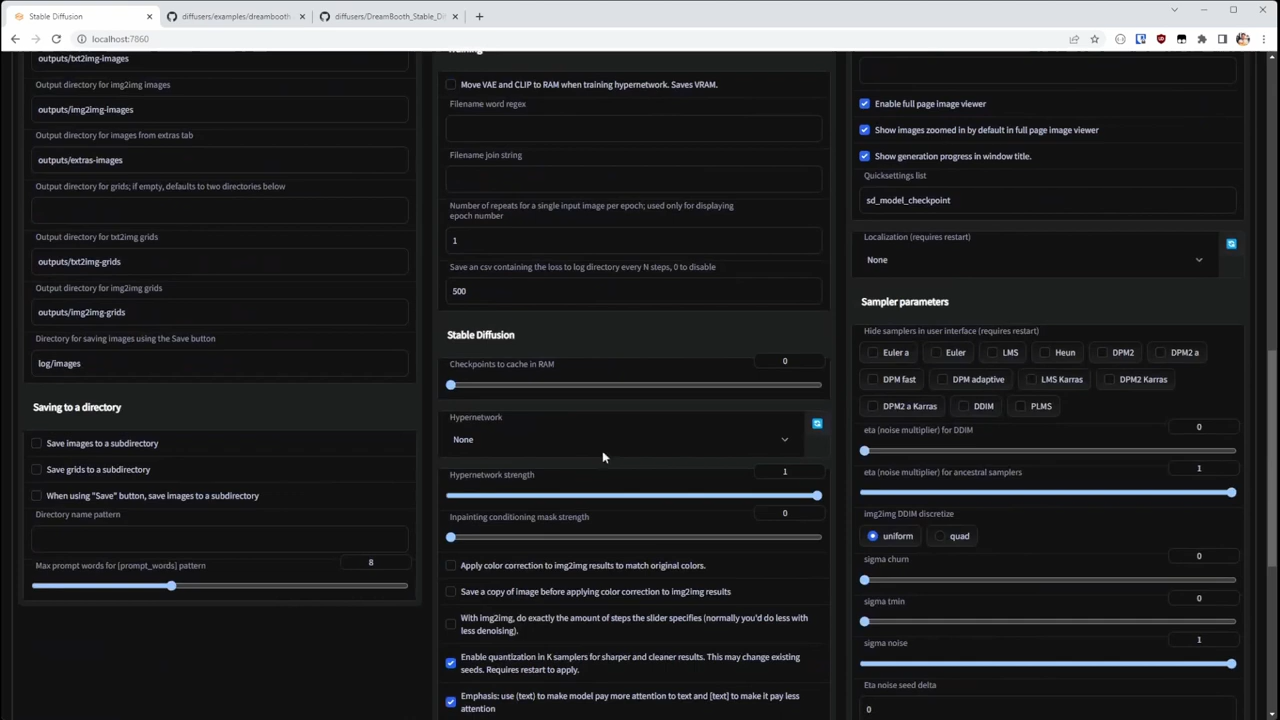 Stable Diffusion
diffusers/examples/dreambooth
diffusers/DreamBooth_Stable_Di
localhost:7860
outputs/txt2img-images
Output directory for img2img images
outputs/img2img-images
Output directory for images from extras tab
outputs/extras-images
Output directory for grids; if empty, defaults to two directories below
Output directory for txt2img grids
outputs/txt2img-grids
Output directory for img2img grids
outputs/img2img-grids
Directory for saving images using the Save button
log/images
Saving to a directory
Save images to a subdirectory
Save grids to a subdirectory
When using "Save" button, save images to a subdirectory
Directory name pattern
Max prompt words for [prompt_words] pattern
8
Training
Move VAE and CLIP to RAM when training hypernetwork. Saves VRAM.
Filename word regex
Filename join string
Number of repeats for a single input image per epoch; used only for displaying
epoch number
1
Save an csv containing the loss to log directory every N steps, 0 to disable
500
Stable Diffusion
Checkpoints to cache in RAM
0
Hypernetwork
None
Hypernetwork strength
1
Inpainting conditioning mask strength
0
Apply color correction to img2img results to match original colors.
Save a copy of image before applying color correction to img2img results
With img2img, do exactly the amount of steps the slider specifies (normally you'd do less with
less denoising).
Enable quantization in K samplers for sharper and cleaner results. This may change existing
seeds. Requires restart to apply.
Emphasis: use (text) to make model pay more attention to text and [text] to make it pay less
attention
Enable full page image viewer
Show images zoomed in by default in full page image viewer
Show generation progress in window title.
Quicksettings list
sd_model_checkpoint
Localization (requires restart)
None
Sampler parameters
Hide samplers in user interface (requires restart)
Euler a Euler LMS Heun DPM2 DPM2 a
DPM fast DPM adaptive LMS Karras DPM2 Karras
DPM2 a Karras DDIM PLMS
eta (noise multiplier) for DDIM
0
eta (noise multiplier) for ancestral samplers
1
img2img DDIM discretize
uniform quad
sigma churn
0
sigma tmin
0
sigma noise
1
Eta noise seed delta
0